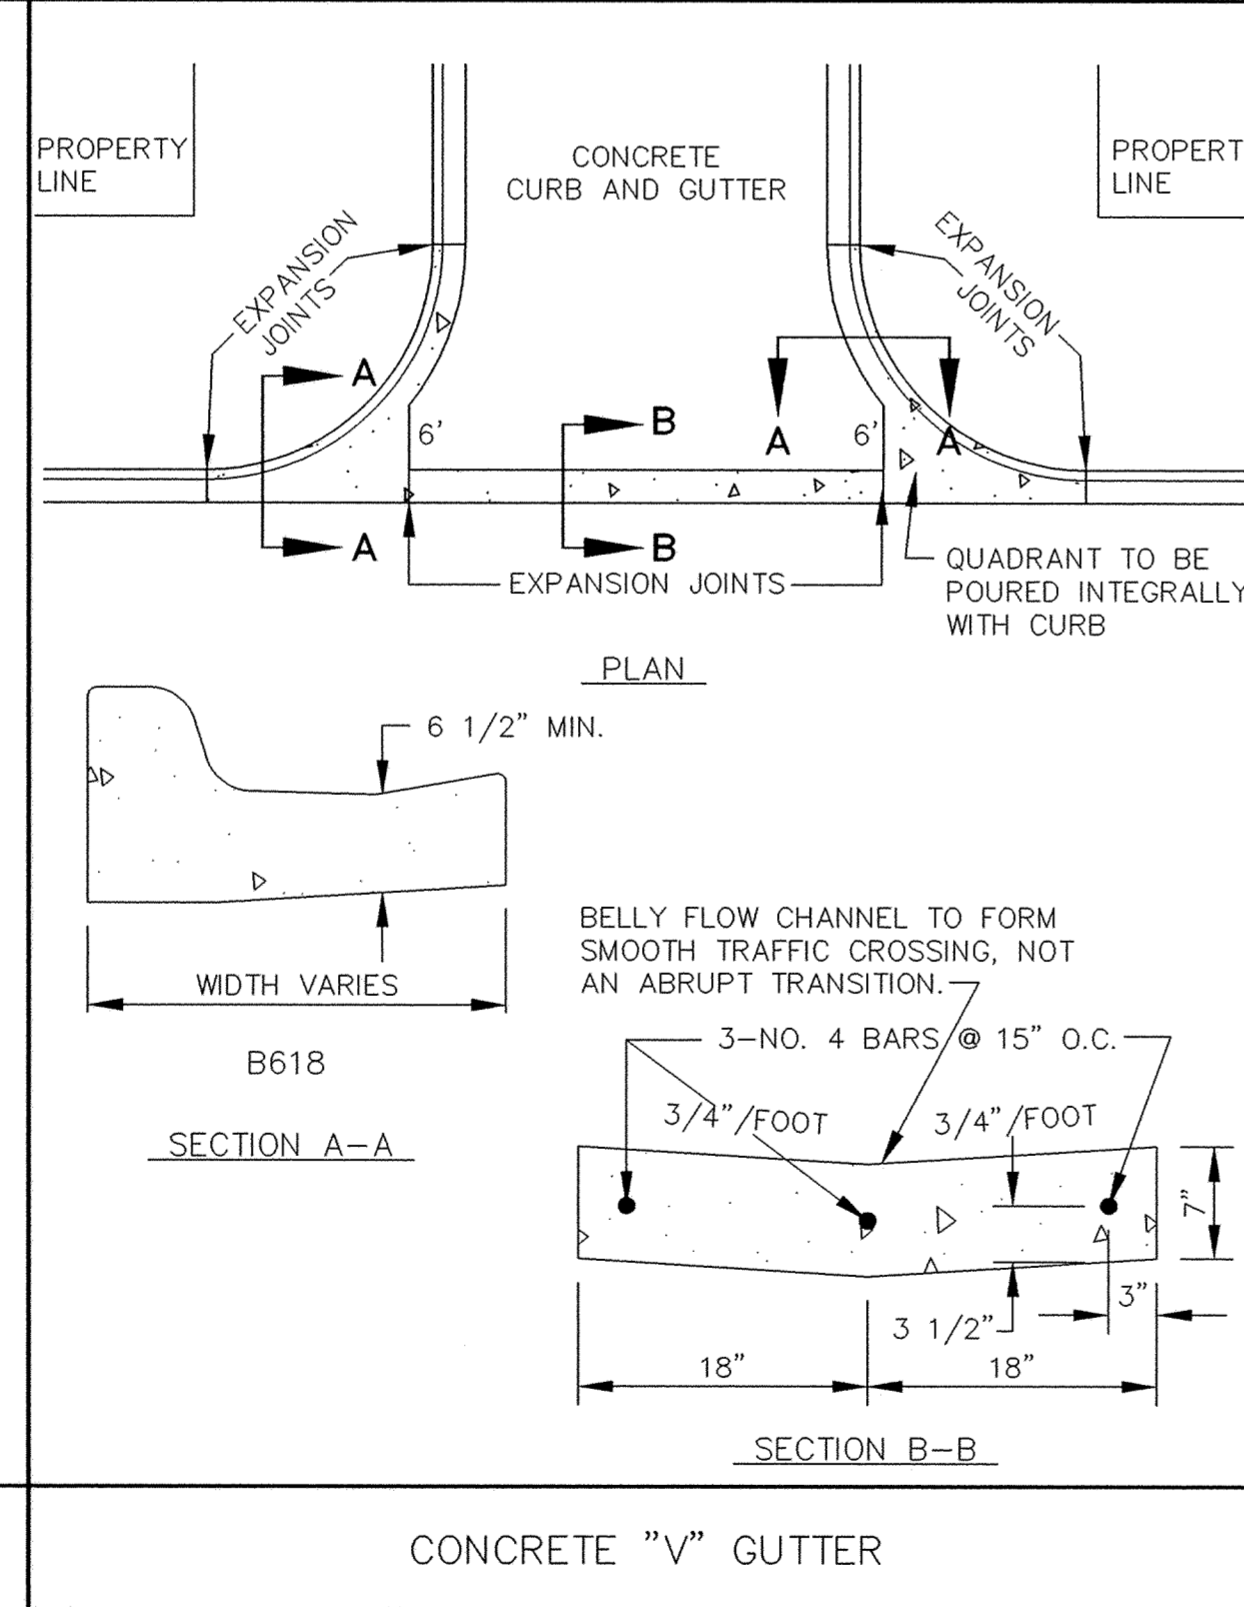 PROPERTY
LINE
CONCRETE
CURB AND GUTTER
PROPERT
LINE
EXPANSION
JOINTS
EXPANSION
JOINTS
A
A
6'
B
B
A
A
6'
EXPANSION JOINTS
QUADRANT TO BE
POURED INTEGRALLY
WITH CURB
PLAN
6 1/2" MIN.
WIDTH VARIES
B618
SECTION A-A
BELLY FLOW CHANNEL TO FORM
SMOOTH TRAFFIC CROSSING, NOT
AN ABRUPT TRANSITION.
3-NO. 4 BARS @ 15" O.C.
3/4"/FOOT
3/4"/FOOT
7"
3"
3 1/2"
18"
18"
SECTION B-B
CONCRETE "V" GUTTER